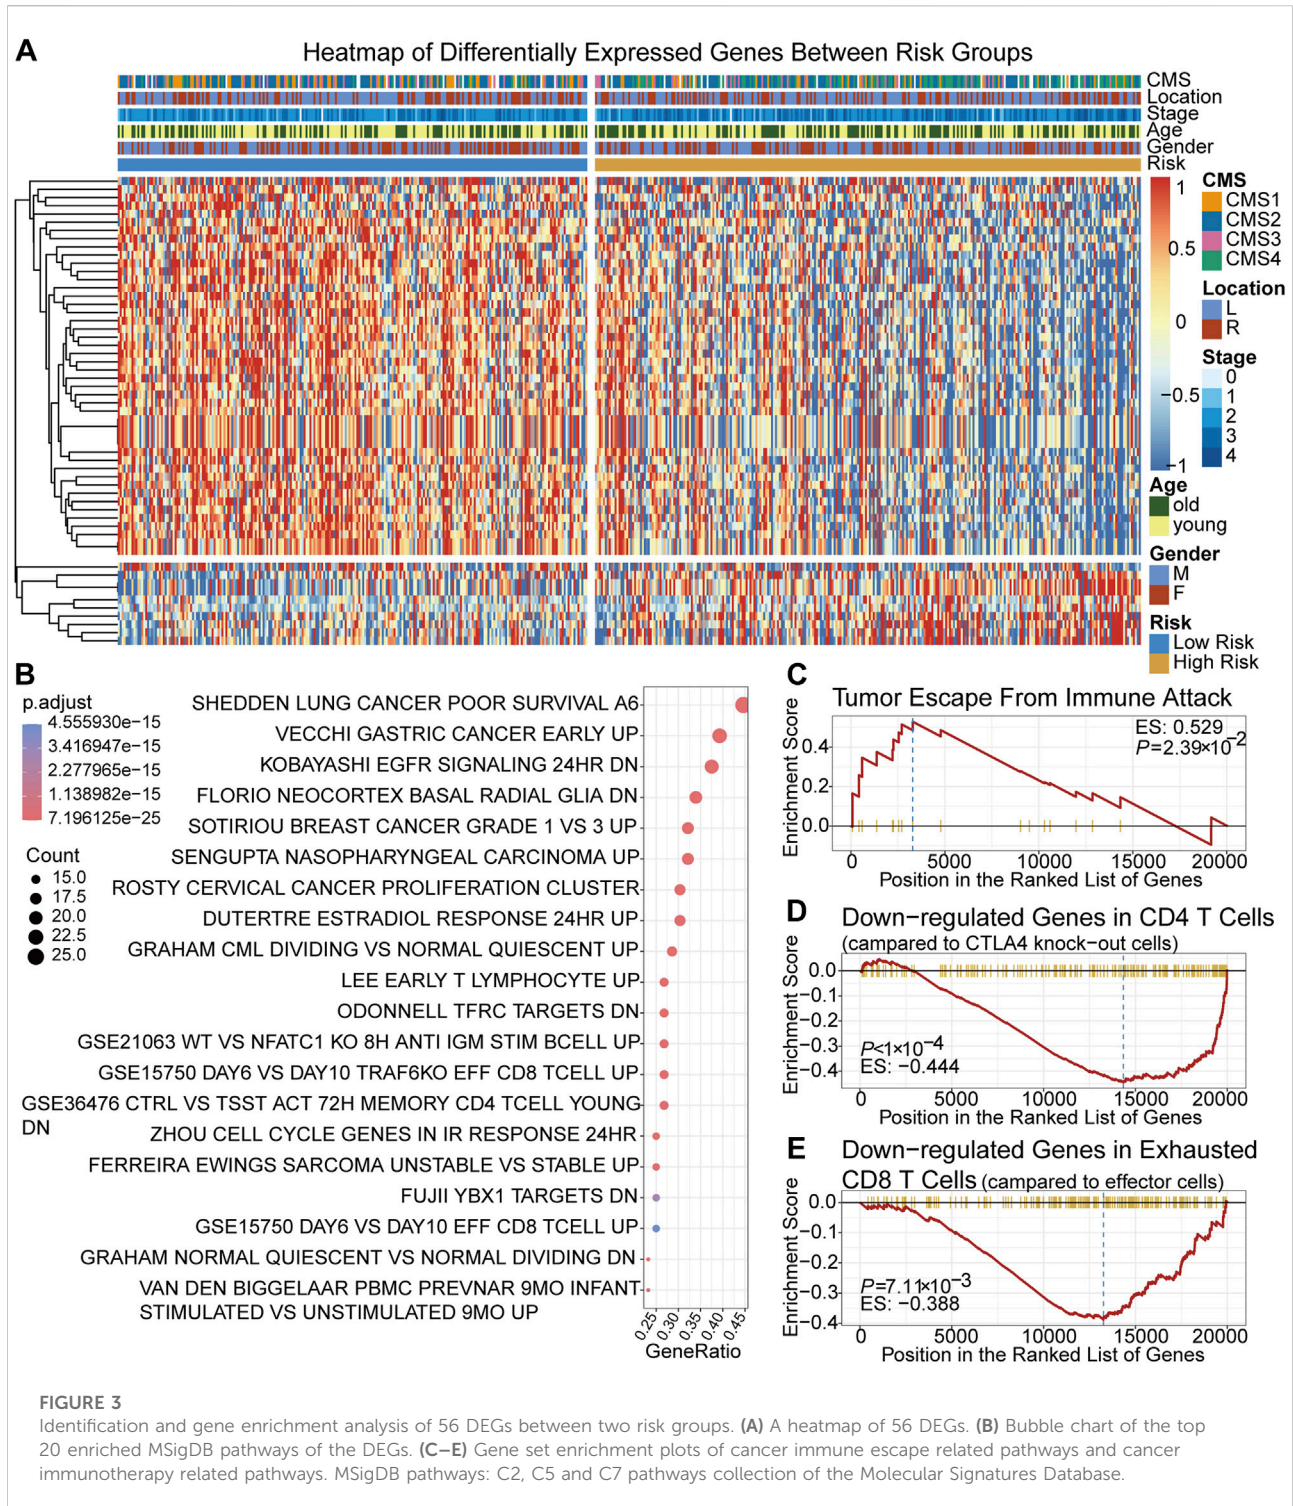 A
Heatmap of Differentially Expressed Genes Between Risk Groups
CMS
Location
Stage
Age
Gender
Risk
1
0.5
0
−0.5
−1
CMS
CMS1
CMS2
CMS3
CMS4
Location
L
R
Stage
0
1
2
3
4
Age
old
young
Gender
M
F
Risk
Low Risk
High Risk
B
p.adjust
4.555930e−15
3.416947e−15
2.277965e−15
1.138982e−15
7.196125e−25
Count
15.0
17.5
20.0
22.5
25.0
SHEDDEN LUNG CANCER POOR SURVIVAL A6
VECCHI GASTRIC CANCER EARLY UP
KOBAYASHI EGFR SIGNALING 24HR DN
FLORIO NEOCORTEX BASAL RADIAL GLIA DN
SOTIRIOU BREAST CANCER GRADE 1 VS 3 UP
SENGUPTA NASOPHARYNGEAL CARCINOMA UP
ROSTY CERVICAL CANCER PROLIFERATION CLUSTER
DUTERTRE ESTRADIOL RESPONSE 24HR UP
GRAHAM CML DIVIDING VS NORMAL QUIESCENT UP
LEE EARLY T LYMPHOCYTE UP
ODONNELL TFRC TARGETS DN
GSE21063 WT VS NFATC1 KO 8H ANTI IGM STIM BCELL UP
GSE15750 DAY6 VS DAY10 TRAF6KO EFF CD8 TCELL UP
GSE36476 CTRL VS TSST ACT 72H MEMORY CD4 TCELL YOUNG
DN
ZHOU CELL CYCLE GENES IN IR RESPONSE 24HR
FERREIRA EWINGS SARCOMA UNSTABLE VS STABLE UP
FUJII YBX1 TARGETS DN
GSE15750 DAY6 VS DAY10 EFF CD8 TCELL UP
GRAHAM NORMAL QUIESCENT VS NORMAL DIVIDING DN
VAN DEN BIGGELAAR PBMC PREVNAR 9MO INFANT
STIMULATED VS UNSTIMULATED 9MO UP
0.25 0.30 0.35 0.40 0.45
GeneRatio
C
Tumor Escape From Immune Attack
Enrichment Score
0.4
0.2
0.0
ES: 0.529
P=2.39×10−2
0 5000 10000 15000 20000
Position in the Ranked List of Genes
D
Down−regulated Genes in CD4 T Cells
(campared to CTLA4 knock−out cells)
Enrichment Score
0.0
−0.1
−0.2
−0.3
−0.4
P<1×10−4
ES: −0.444
0 5000 10000 15000 20000
Position in the Ranked List of Genes
E
Down−regulated Genes in Exhausted
CD8 T Cells (campared to effector cells)
Enrichment Score
0.0
−0.1
−0.2
−0.3
−0.4
P=7.11×10−3
ES: −0.388
0 5000 10000 15000 20000
Position in the Ranked List of Genes
FIGURE 3
Identification and gene enrichment analysis of 56 DEGs between two risk groups. (A) A heatmap of 56 DEGs. (B) Bubble chart of the top
20 enriched MSigDB pathways of the DEGs. (C–E) Gene set enrichment plots of cancer immune escape related pathways and cancer
immunotherapy related pathways. MSigDB pathways: C2, C5 and C7 pathways collection of the Molecular Signatures Database.